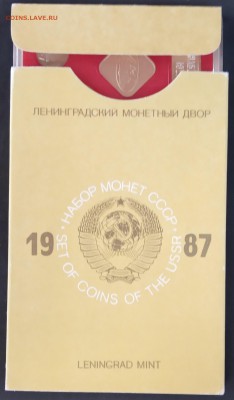 COINS.LAVE.RU
ЛЕНИНГРАДСКИЙ МОНЕТНЫЙ ДВОР
· НАБОР МОНЕТ СССР ·
19 87
SET OF COINS OF THE USSR
LENINGRAD MINT